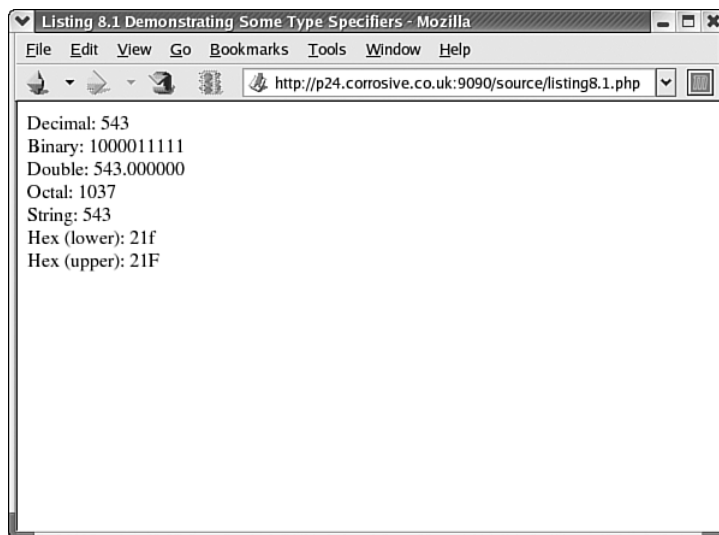 Listing 8.1 Demonstrating Some Type Specifiers - Mozilla
File Edit View Go Bookmarks Tools Window Help
http://p24.corrosive.co.uk:9090/source/listing8.1.php
Decimal: 543
Binary: 1000011111
Double: 543.000000
Octal: 1037
String: 543
Hex (lower): 21f
Hex (upper): 21F